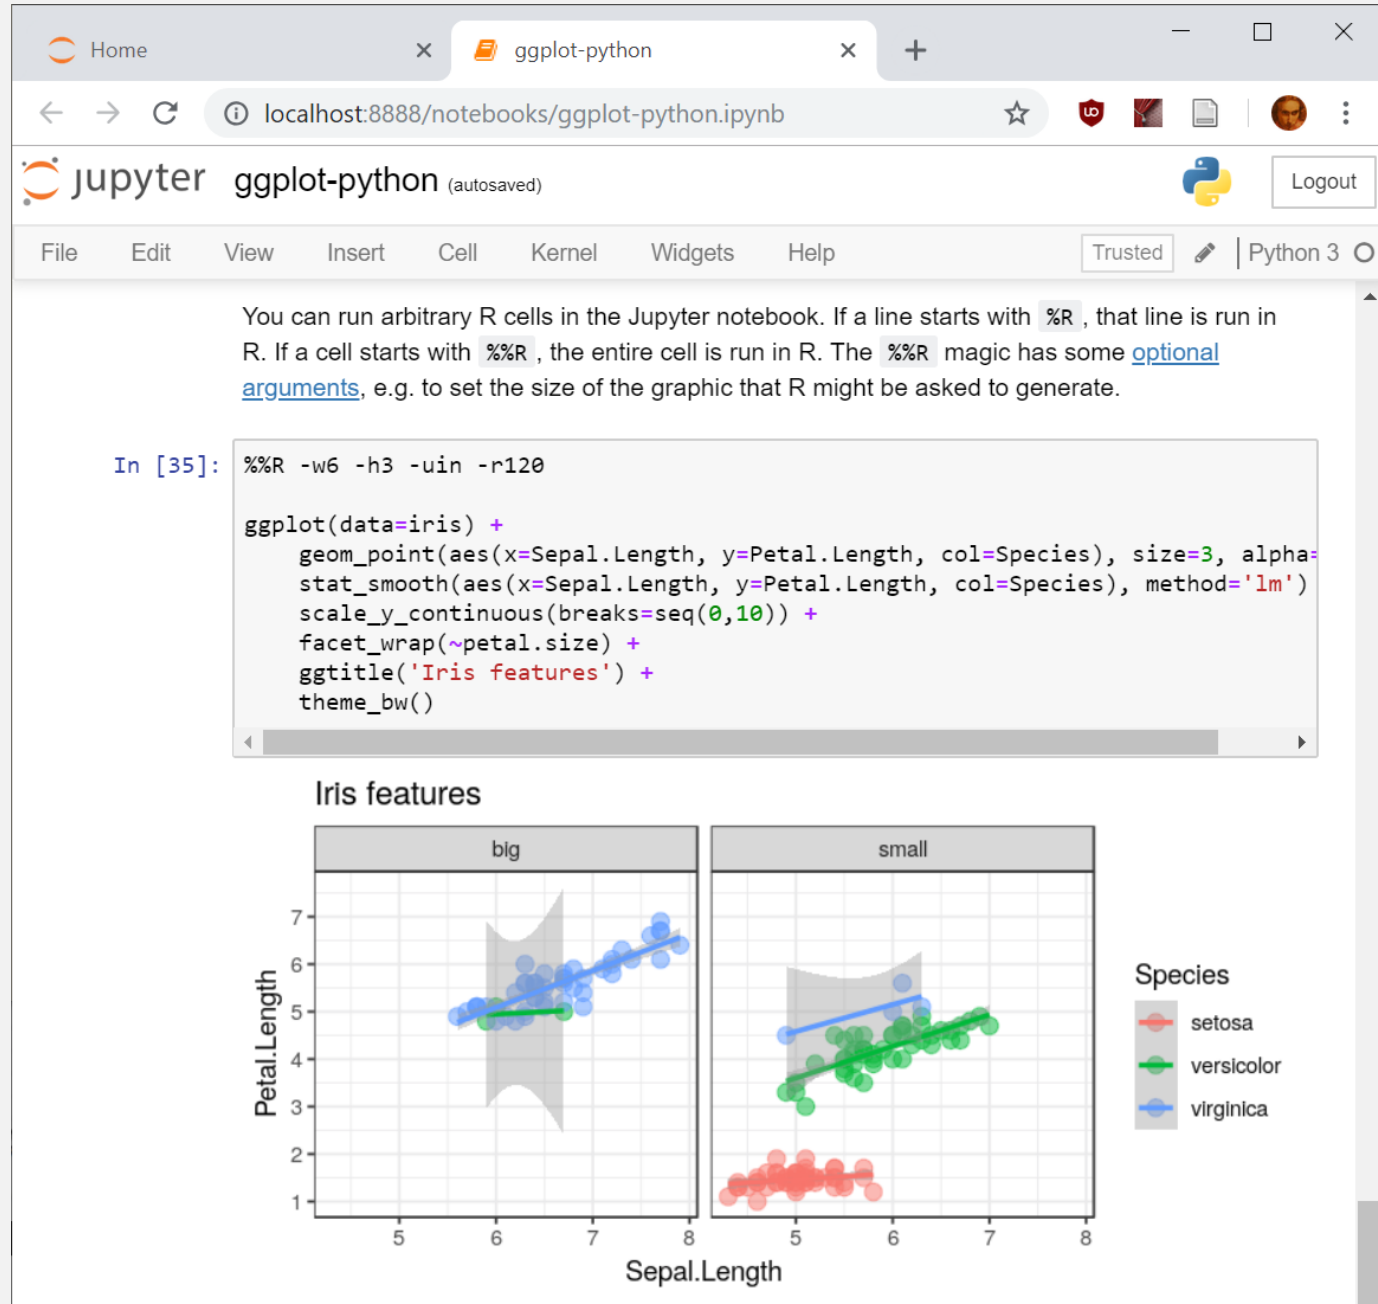 Home
ggplot-python
localhost:8888/notebooks/ggplot-python.ipynb
jupyter ggplot-python (autosaved)
Logout
File Edit View Insert Cell Kernel Widgets Help
Trusted
Python 3
You can run arbitrary R cells in the Jupyter notebook. If a line starts with %R , that line is run in
R. If a cell starts with %%R , the entire cell is run in R. The %%R magic has some optional
arguments, e.g. to set the size of the graphic that R might be asked to generate.
In [35]:
%%R -w6 -h3 -uin -r120
ggplot(data=iris) +
    geom_point(aes(x=Sepal.Length, y=Petal.Length, col=Species), size=3, alpha=
    stat_smooth(aes(x=Sepal.Length, y=Petal.Length, col=Species), method='lm')
    scale_y_continuous(breaks=seq(0,10)) +
    facet_wrap(~petal.size) +
    ggtitle('Iris features') +
    theme_bw()
Iris features
big
small
7
6
5
4
3
2
1
Petal.Length
5 6 7 8
5 6 7 8
Sepal.Length
Species
setosa
versicolor
virginica